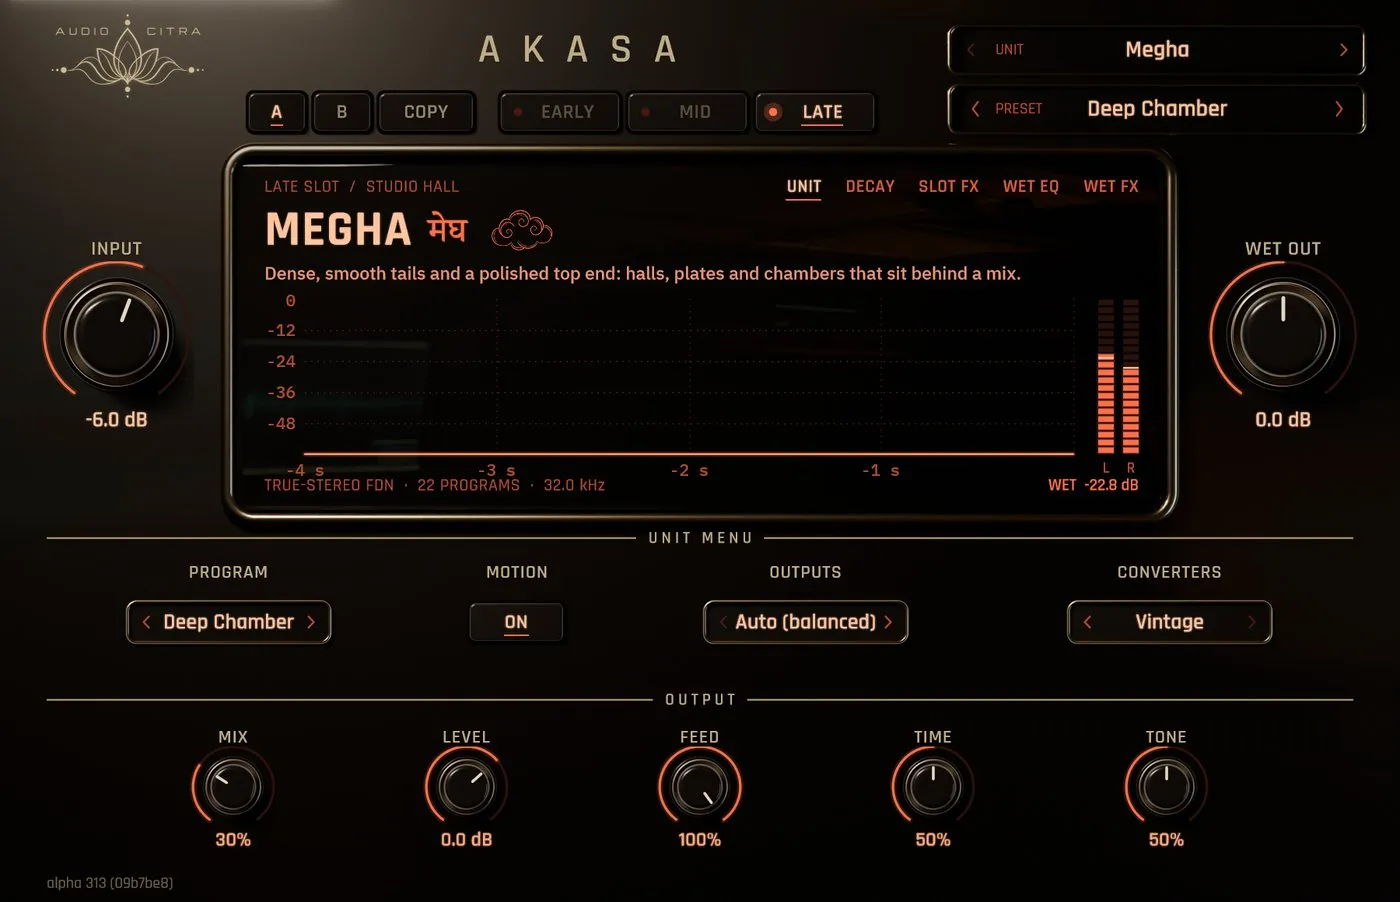 AUDIO CITRA
AKASA
UNIT Megha
PRESET Deep Chamber
A B COPY EARLY MID LATE
LATE SLOT / STUDIO HALL
UNIT DECAY SLOT FX WET EQ WET FX
MEGHA मेघ
Dense, smooth tails and a polished top end: halls, plates and chambers that sit behind a mix.
0
-12
-24
-36
-48
-4 s -3 s -2 s -1 s
L R
TRUE-STEREO FDN · 22 PROGRAMS · 32.0 kHz
WET -22.8 dB
INPUT
-6.0 dB
WET OUT
0.0 dB
UNIT MENU
PROGRAM MOTION OUTPUTS CONVERTERS
Deep Chamber ON Auto (balanced) Vintage
OUTPUT
MIX LEVEL FEED TIME TONE
30% 0.0 dB 100% 50% 50%
alpha 313 (09b7be8)